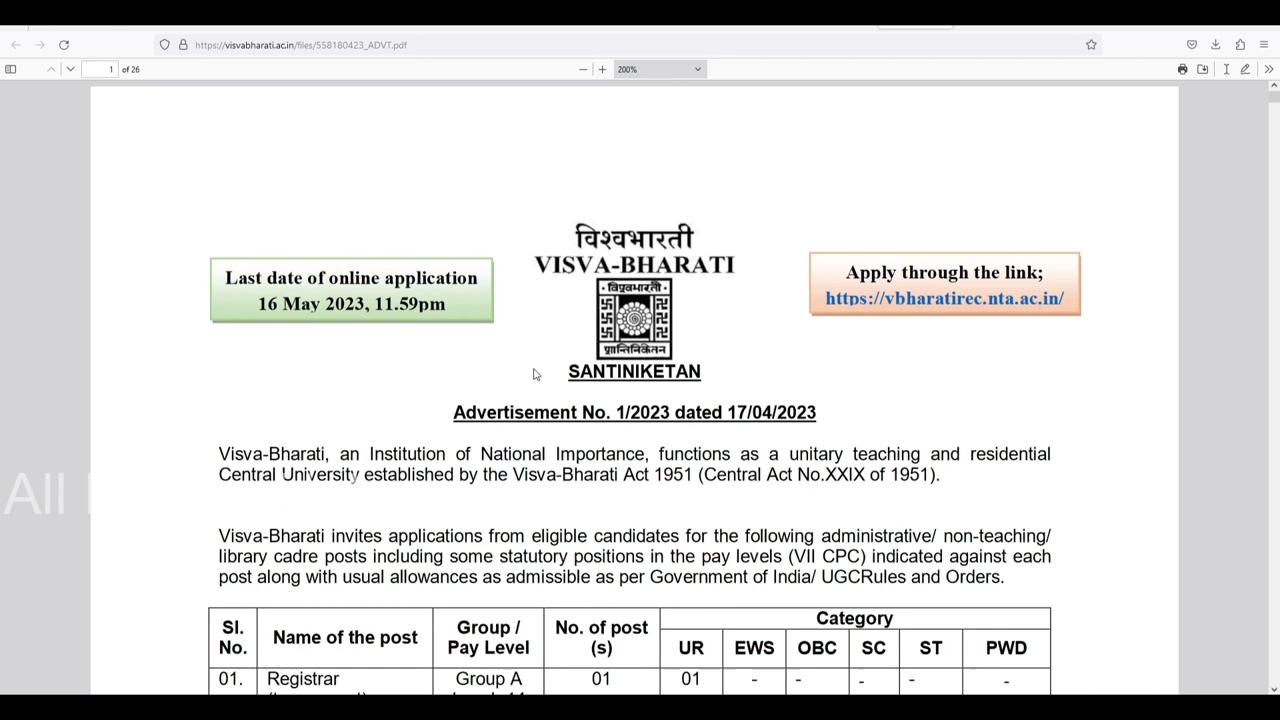 https://visvabharati.ac.in/files/558180423_ADVT.pdf
1 of 26
200%
विश्वभारती
VISVA-BHARATI
Last date of online application
16 May 2023, 11.59pm
Apply through the link;
https://vbharatirec.nta.ac.in/
SANTINIKETAN
Advertisement No. 1/2023 dated 17/04/2023
Visva-Bharati, an Institution of National Importance, functions as a unitary teaching and residential
Central University established by the Visva-Bharati Act 1951 (Central Act No.XXIX of 1951).
All
Visva-Bharati invites applications from eligible candidates for the following administrative/ non-teaching/
library cadre posts including some statutory positions in the pay levels (VII CPC) indicated against each
post along with usual allowances as admissible as per Government of India/ UGCRules and Orders.
Sl. No. Name of the post Group / Pay Level No. of post (s) Category
UR EWS OBC SC ST PWD
01. Registrar Group A 01 01 - - - - -